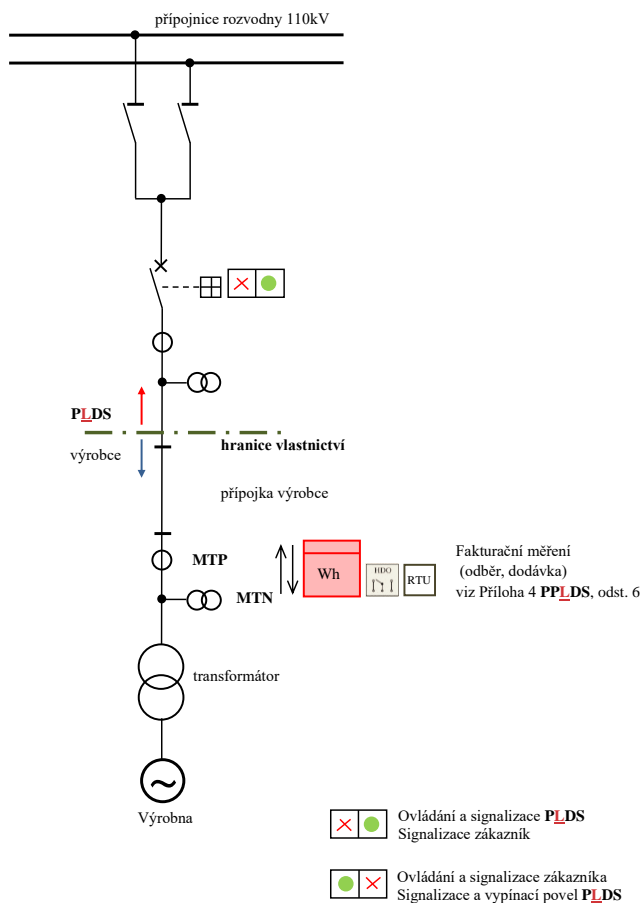 přípojnice rozvodny 110kV
PLDS
hranice vlastnictví
výrobce
přípojka výrobce
MTP
MTN
Wh
HDO
RTU
Fakturační měření
(odběr, dodávka)
viz Příloha 4 PPLDS, odst. 6
transformátor
~
Výrobna
Ovládání a signalizace PLDS
Signalizace zákazník
Ovládání a signalizace zákazníka
Signalizace a vypínací povel PLDS